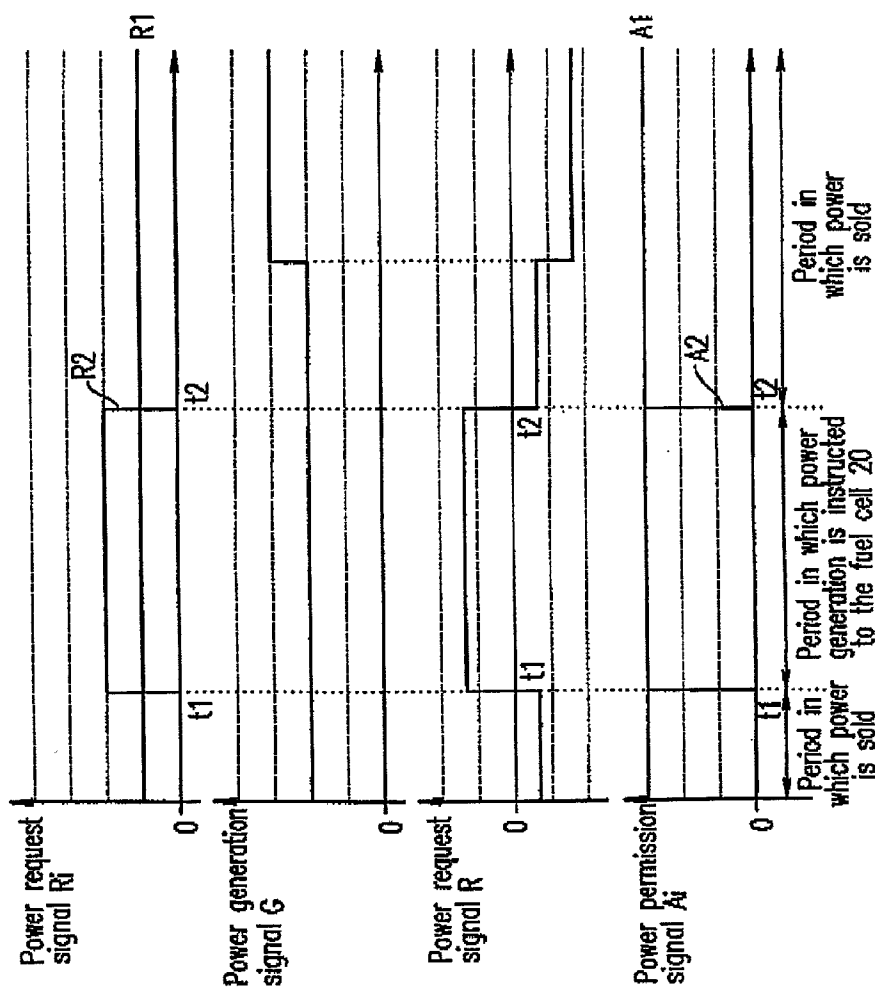 Power request
signal Ri
0
t1
R2
t2
R1
Power generation
signal G
0
Power request
signal R
0
t1
t2
Power permission
signal Ai
0
t1
A2
t2
A1
Period in
which power
is sold
Period in which power
generation is instructed
to the fuel cell 20
Period in
which power
is sold